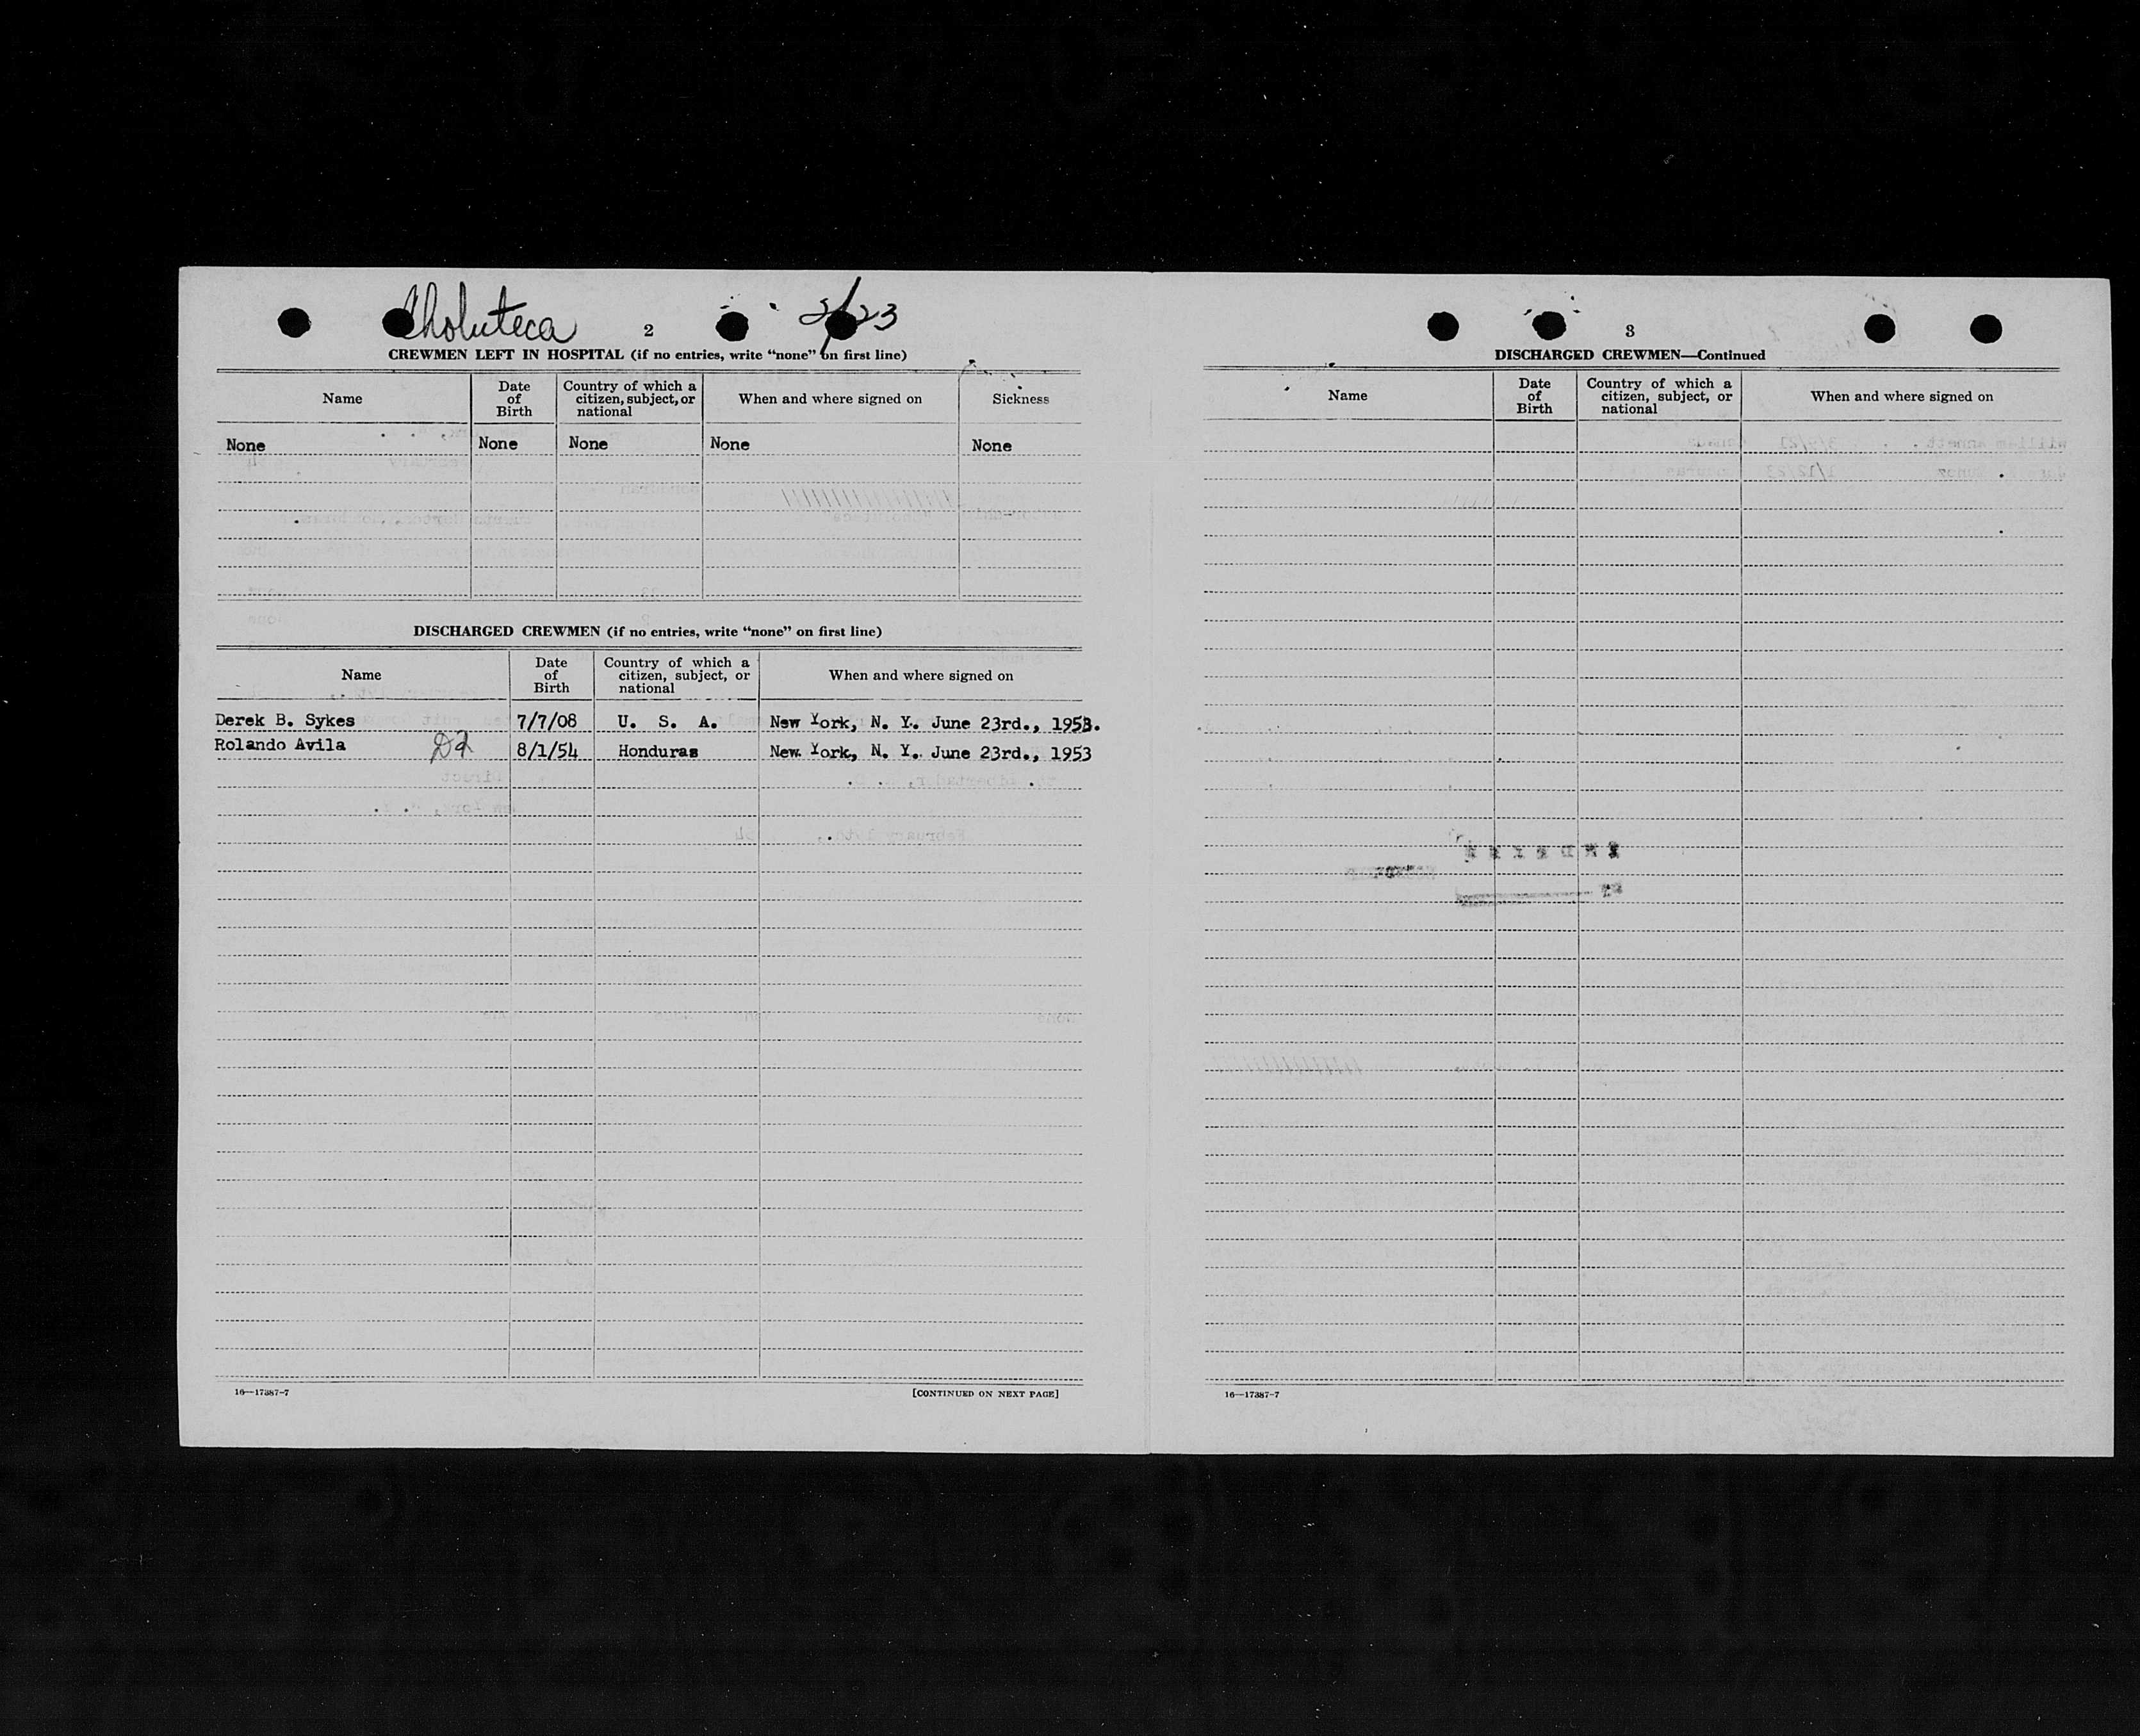 Choluteca 2 2/23
CREWMEN LEFT IN HOSPITAL (if no entries, write "none" on first line)
Name
Date of Birth
Country of which a citizen, subject, or national
When and where signed on
Sickness
None None None None None
DISCHARGED CREWMEN (if no entries, write "none" on first line)
Name
Date of Birth
Country of which a citizen, subject, or national
When and where signed on
Derek B. Sykes 7/7/08 U. S. A. New York, N. Y. June 23rd., 1953.
Rolando Avila 8/1/54 Honduras New York, N. Y. June 23rd., 1953
16—17387-7 [CONTINUED ON NEXT PAGE]
3
DISCHARGED CREWMEN—Continued
Name
Date of Birth
Country of which a citizen, subject, or national
When and where signed on
16—17387-7